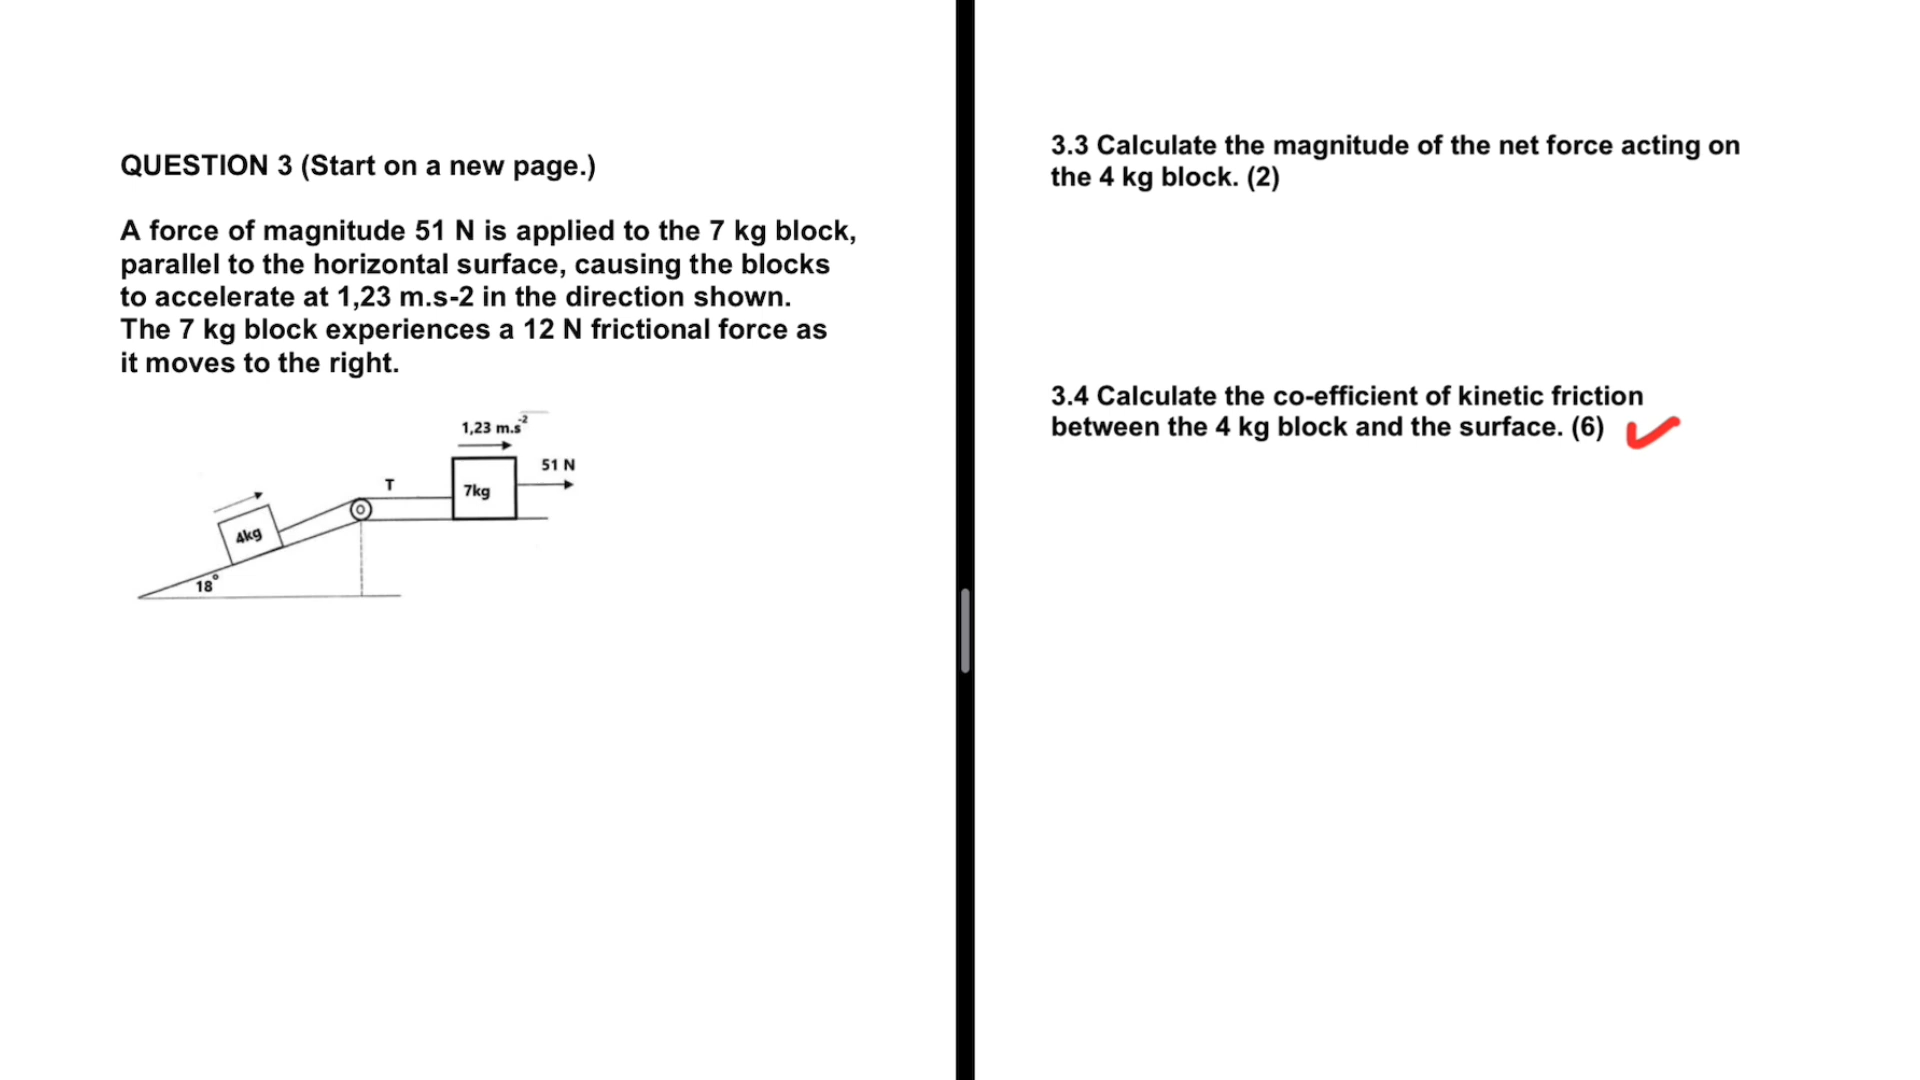 QUESTION 3 (Start on a new page.)
A force of magnitude 51 N is applied to the 7 kg block,
parallel to the horizontal surface, causing the blocks
to accelerate at 1,23 m.s-2 in the direction shown.
The 7 kg block experiences a 12 N frictional force as
it moves to the right.
1,23 m.s⁻²
51 N
T
7kg
4kg
18°
3.3 Calculate the magnitude of the net force acting on
the 4 kg block. (2)
3.4 Calculate the co-efficient of kinetic friction
between the 4 kg block and the surface. (6)